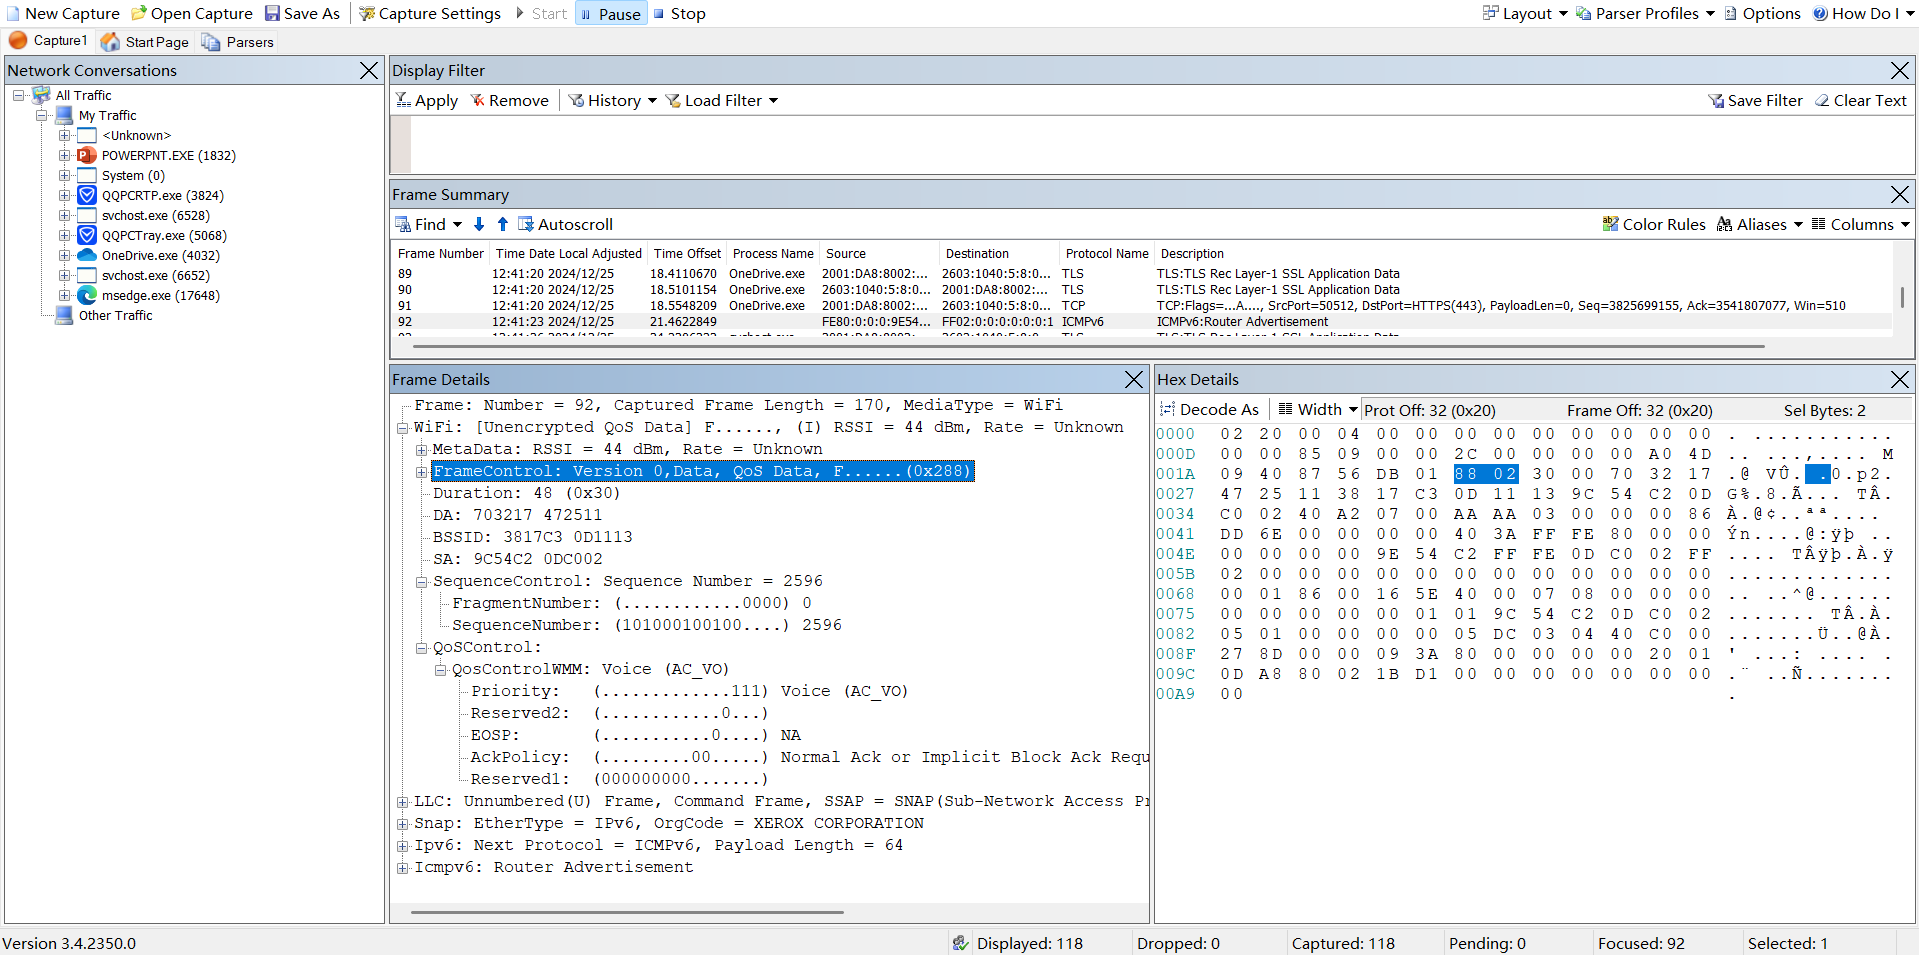 New Capture Open Capture Save As Capture Settings Start Pause Stop Layout Parser Profiles Options How Do I
Capture1 Start Page Parsers
Network Conversations
All Traffic
My Traffic
<Unknown>
POWERPNT.EXE (1832)
System (0)
QQPCRTP.exe (3824)
svchost.exe (6528)
QQPCTray.exe (5068)
OneDrive.exe (4032)
svchost.exe (6652)
msedge.exe (17648)
Other Traffic
Display Filter
Apply Remove History Load Filter Save Filter Clear Text
Frame Summary
Find Autoscroll Color Rules Aliases Columns
Frame Number Time Date Local Adjusted Time Offset Process Name Source Destination Protocol Name Description
89 12:41:20 2024/12/25 18.4110670 OneDrive.exe 2001:DA8:8002:... 2603:1040:5:8:0... TLS TLS:TLS Rec Layer-1 SSL Application Data
90 12:41:20 2024/12/25 18.5101154 OneDrive.exe 2603:1040:5:8:0... 2001:DA8:8002:... TLS TLS:TLS Rec Layer-1 SSL Application Data
91 12:41:20 2024/12/25 18.5548209 OneDrive.exe 2001:DA8:8002:... 2603:1040:5:8:0... TCP TCP:Flags=...A...., SrcPort=50512, DstPort=HTTPS(443), PayloadLen=0, Seq=3825699155, Ack=3541807077, Win=510
92 12:41:23 2024/12/25 21.4622849 FE80:0:0:0:9E54... FF02:0:0:0:0:0:0:1 ICMPv6 ICMPv6:Router Advertisement
Frame Details
Frame: Number = 92, Captured Frame Length = 170, MediaType = WiFi
WiFi: [Unencrypted QoS Data] F......, (I) RSSI = 44 dBm, Rate = Unknown
MetaData: RSSI = 44 dBm, Rate = Unknown
FrameControl: Version 0,Data, QoS Data, F......(0x288)
Duration: 48 (0x30)
DA: 703217 472511
BSSID: 3817C3 0D1113
SA: 9C54C2 0DC002
SequenceControl: Sequence Number = 2596
FragmentNumber: (............0000) 0
SequenceNumber: (101000100100....) 2596
QoSControl:
QosControlWMM: Voice (AC_VO)
Priority: (.............111) Voice (AC_VO)
Reserved2: (............0...)
EOSP: (...........0....) NA
AckPolicy: (.........00.....) Normal Ack or Implicit Block Ack Requ
Reserved1: (000000000.......)
LLC: Unnumbered(U) Frame, Command Frame, SSAP = SNAP(Sub-Network Access Pr
Snap: EtherType = IPv6, OrgCode = XEROX CORPORATION
Ipv6: Next Protocol = ICMPv6, Payload Length = 64
Icmpv6: Router Advertisement
Hex Details
Decode As Width Prot Off: 32 (0x20) Frame Off: 32 (0x20) Sel Bytes: 2
0000 02 20 00 04 00 00 00 00 00 00 00 00 00 . ...........
000D 00 00 85 09 00 00 2C 00 00 00 00 A0 4D
001A 09 40 87 56 DB 01 88 02 30 00 70 32 17
0027 47 25 11 38 17 C3 0D 11 13 9C 54 C2 0D G%.8.Ã... TÂ.
0034 C0 02 40 A2 07 00 AA AA 03 00 00 00 86 À.@¢..ªª....
0041 DD 6E 00 00 00 00 40 3A FF FE 80 00 00 Ýn....@:ÿþ ..
004E 00 00 00 00 9E 54 C2 FF FE 0D C0 02 FF .... TÂÿþ.À.ÿ
005B 02 00 00 00 00 00 00 00 00 00 00 00 00 .............
0068 00 01 86 00 16 5E 40 00 07 08 00 00 00 .. ..^@......
0075 00 00 00 00 00 01 01 9C 54 C2 0D C0 02 ....... TÂ.À.
0082 05 01 00 00 00 00 05 DC 03 04 40 C0 00 .......Ü..@À.
008F 27 8D 00 00 09 3A 80 00 00 00 00 20 01 ' ...: .... .
009C 0D A8 80 02 1B D1 00 00 00 00 00 00 00 .¨ ..Ñ.......
00A9 00 .
Version 3.4.2350.0 Displayed: 118 Dropped: 0 Captured: 118 Pending: 0 Focused: 92 Selected: 1